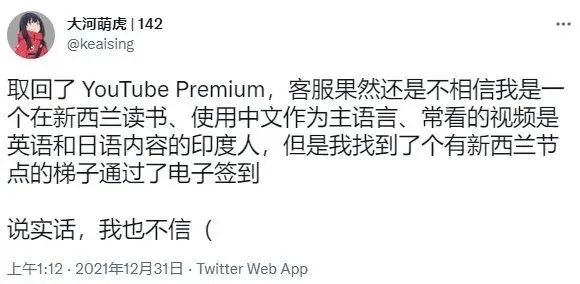 大河萌虎 | 142
@keaising
取回了 YouTube Premium，客服果然还是不相信我是一
个在新西兰读书、使用中文作为主语言、常看的视频是
英语和日语内容的印度人，但是我找到了个有新西兰节
点的梯子通过了电子签到
说实话，我也不信（
上午1:12 · 2021年12月31日 · Twitter Web App